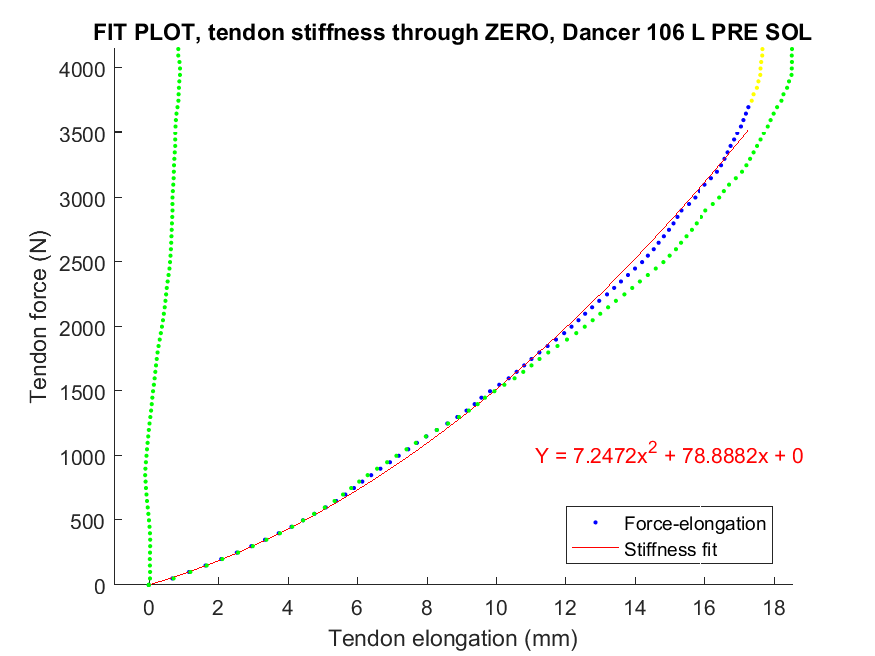 FIT PLOT, tendon stiffness through ZERO, Dancer 106 L PRE SOL
4000
3500
3000
2500
2000
1500
1000
500
0
Tendon force (N)
Y = 7.2472x² + 78.8882x + 0
Force-elongation
Stiffness fit
0 2 4 6 8 10 12 14 16 18
Tendon elongation (mm)